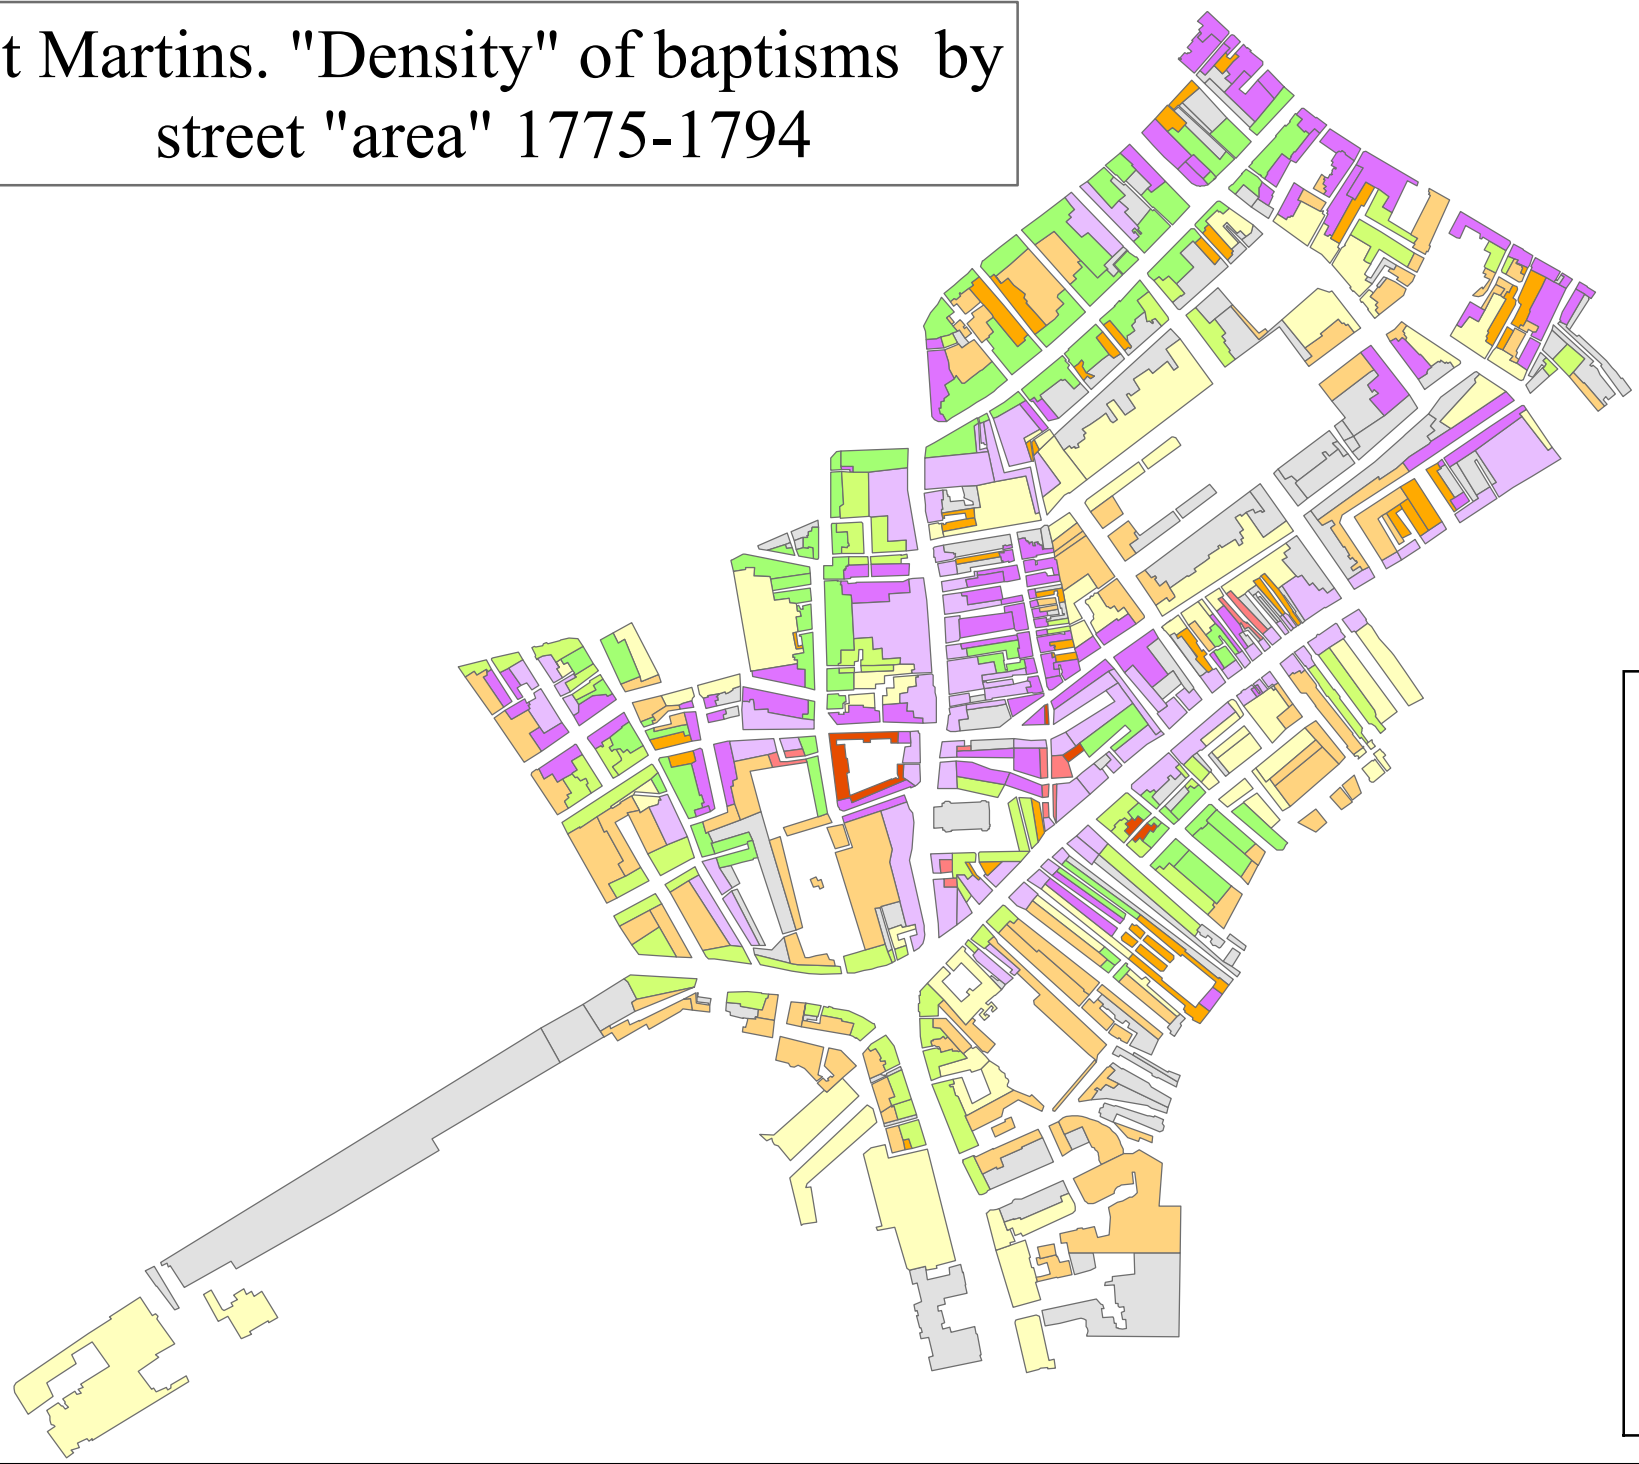 t Martins. "Density" of baptisms by
street "area" 1775-1794